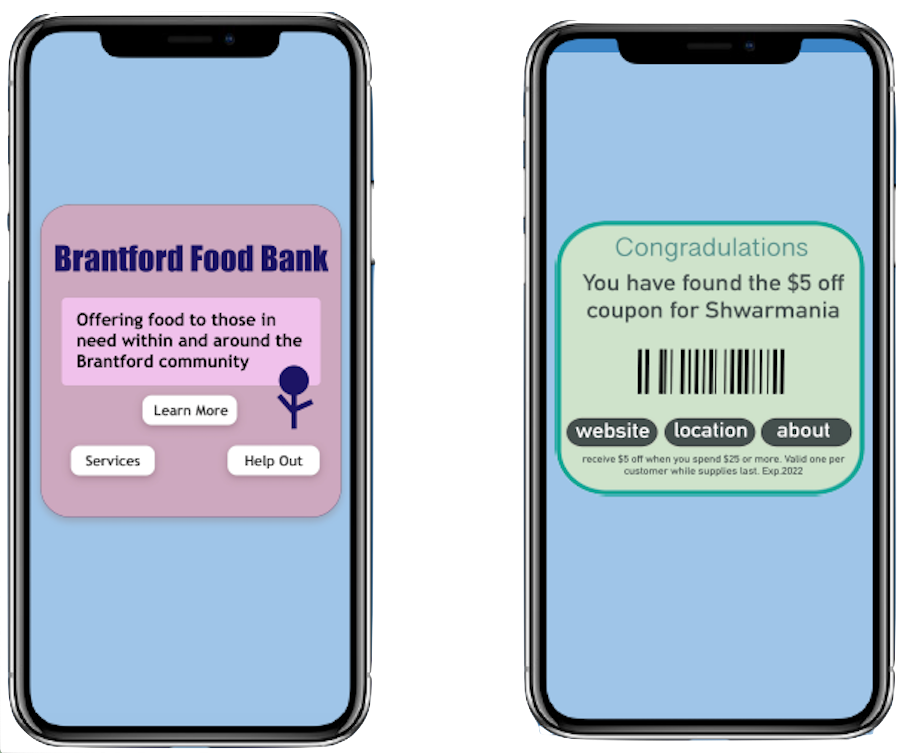 Brantford Food Bank
Offering food to those in
need within and around the
Brantford community
Learn More
Services
Help Out
Congradulations
You have found the $5 off
coupon for Shwarmania
website
location
about
receive $5 off when you spend $25 or more. Valid one per
customer while supplies last. Exp.2022